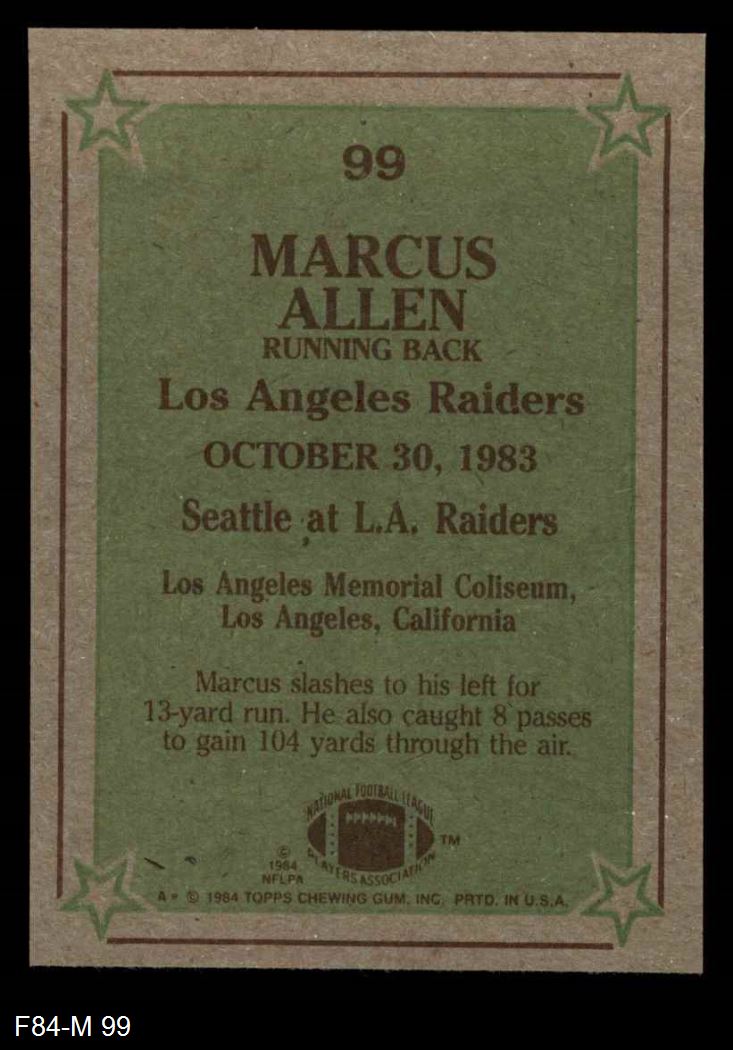 99
MARCUS
ALLEN
RUNNING BACK
Los Angeles Raiders
OCTOBER 30, 1983
Seattle at L.A. Raiders
Los Angeles Memorial Coliseum,
Los Angeles, California
Marcus slashes to his left for
13-yard run. He also caught 8 passes
to gain 104 yards through the air.
NATIONAL FOOTBALL LEAGUE
PLAYERS ASSOCIATION
TM
©
1984
NFLPA
A * © 1984 TOPPS CHEWING GUM, INC. PRTD. IN U.S.A.
F84-M 99